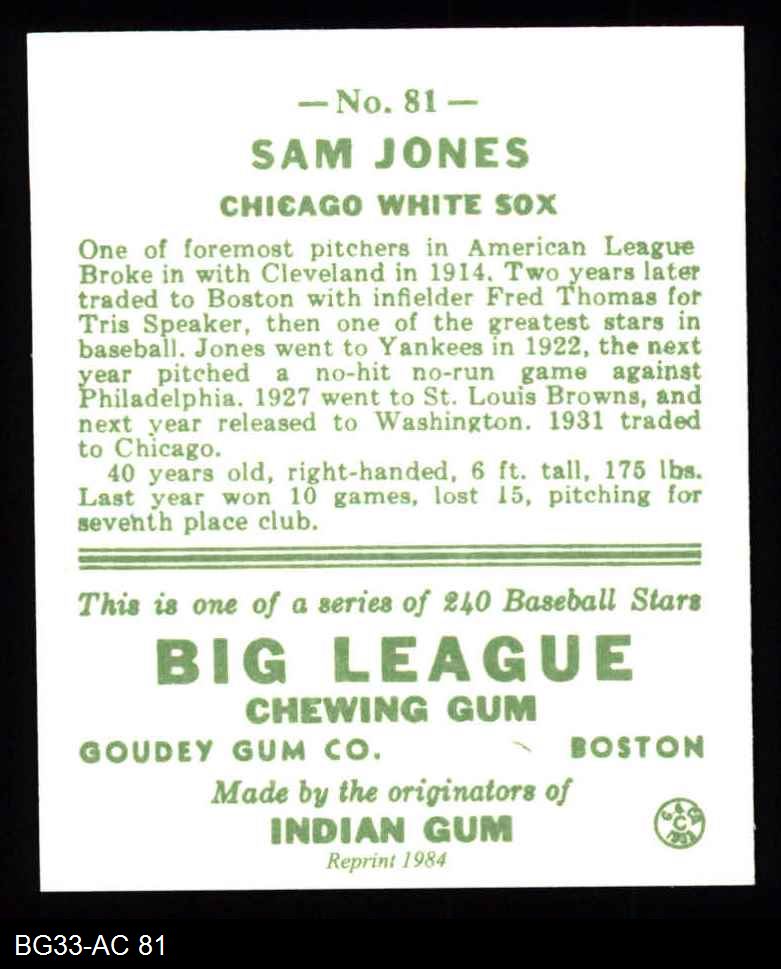 — No. 81 —
SAM JONES
CHICAGO WHITE SOX
One of foremost pitchers in American League
Broke in with Cleveland in 1914. Two years later
traded to Boston with infielder Fred Thomas for
Tris Speaker, then one of the greatest stars in
baseball. Jones went to Yankees in 1922, the next
year pitched a no-hit no-run game against
Philadelphia. 1927 went to St. Louis Browns, and
next year released to Washington. 1931 traded
to Chicago.
40 years old, right-handed, 6 ft. tall, 175 lbs.
Last year won 10 games, lost 15, pitching for
seventh place club.
This is one of a series of 240 Baseball Stars
BIG LEAGUE
CHEWING GUM
GOUDEY GUM CO. BOSTON
Made by the originators of
INDIAN GUM
Reprint 1984
BG33-AC 81